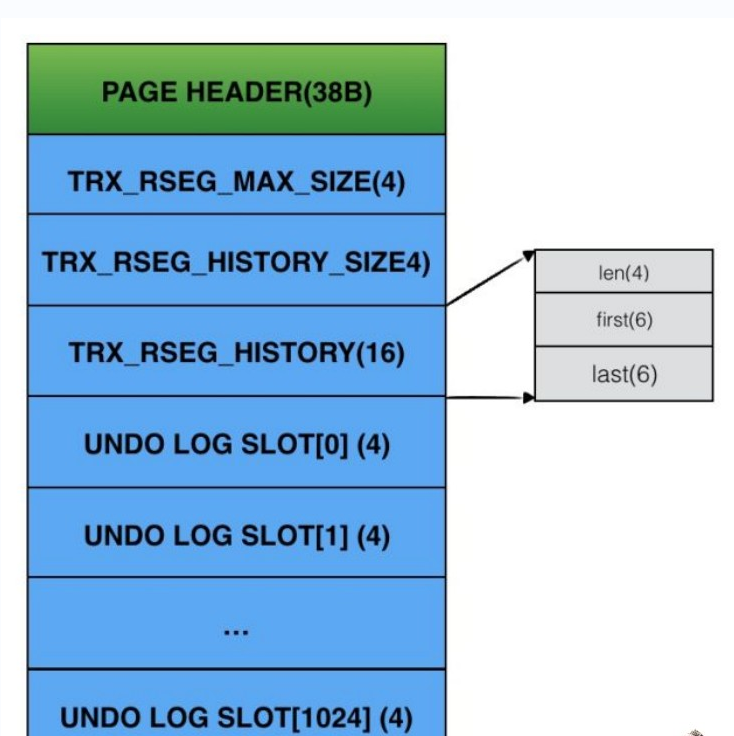 PAGE HEADER(38B)
TRX_RSEG_MAX_SIZE(4)
TRX_RSEG_HISTORY_SIZE4)
TRX_RSEG_HISTORY(16)
len(4)
first(6)
last(6)
UNDO LOG SLOT[0] (4)
UNDO LOG SLOT[1] (4)
...
UNDO LOG SLOT[1024] (4)